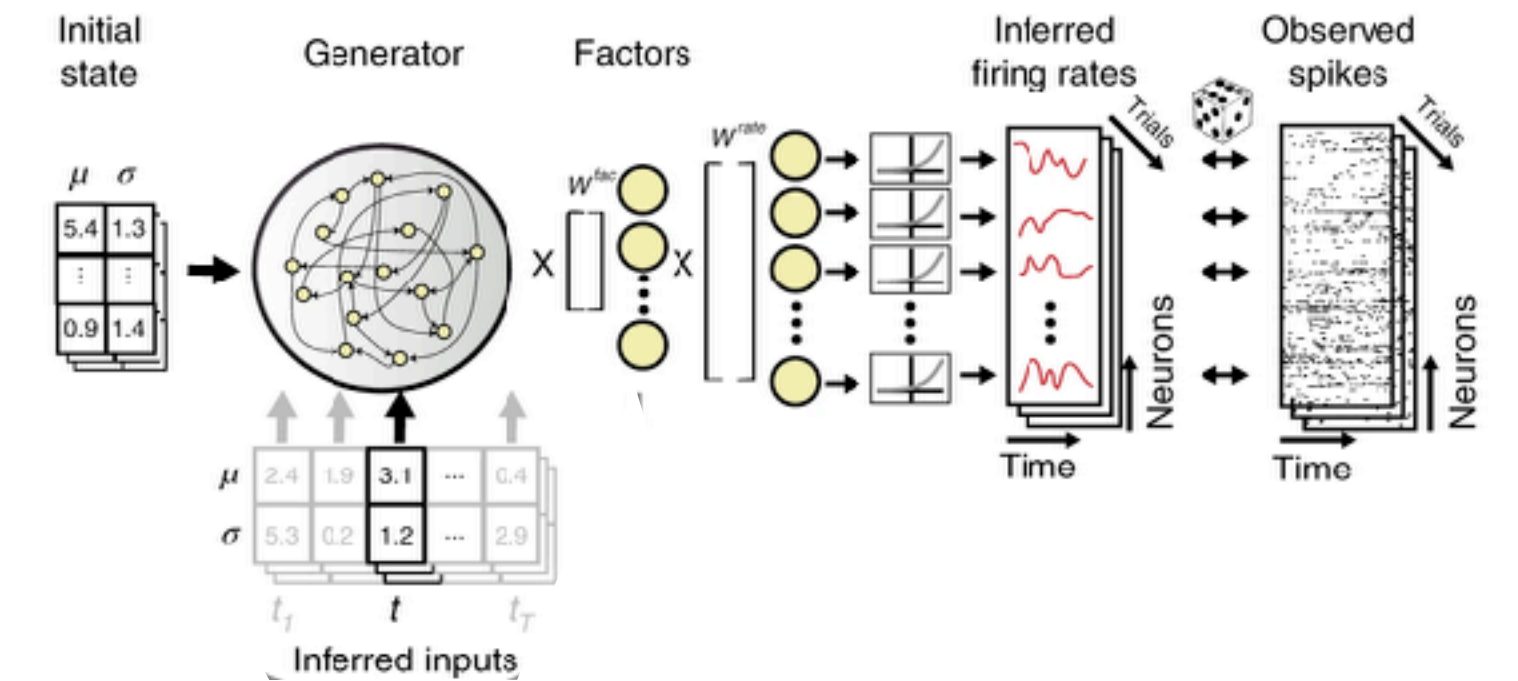 Initial
state
Generator
Factors
Inferred
firing rates
Observed
spikes
Trials
Trials
μ σ
5.4 1.3
⋮ ⋮
0.9 1.4
X
W^fac
X
W^rate
Neurons
Time
Neurons
Time
μ 2.4 1.9 3.1 ... 0.4
σ 5.3 0.2 1.2 ... 2.9
t_1 t t_T
Inferred inputs